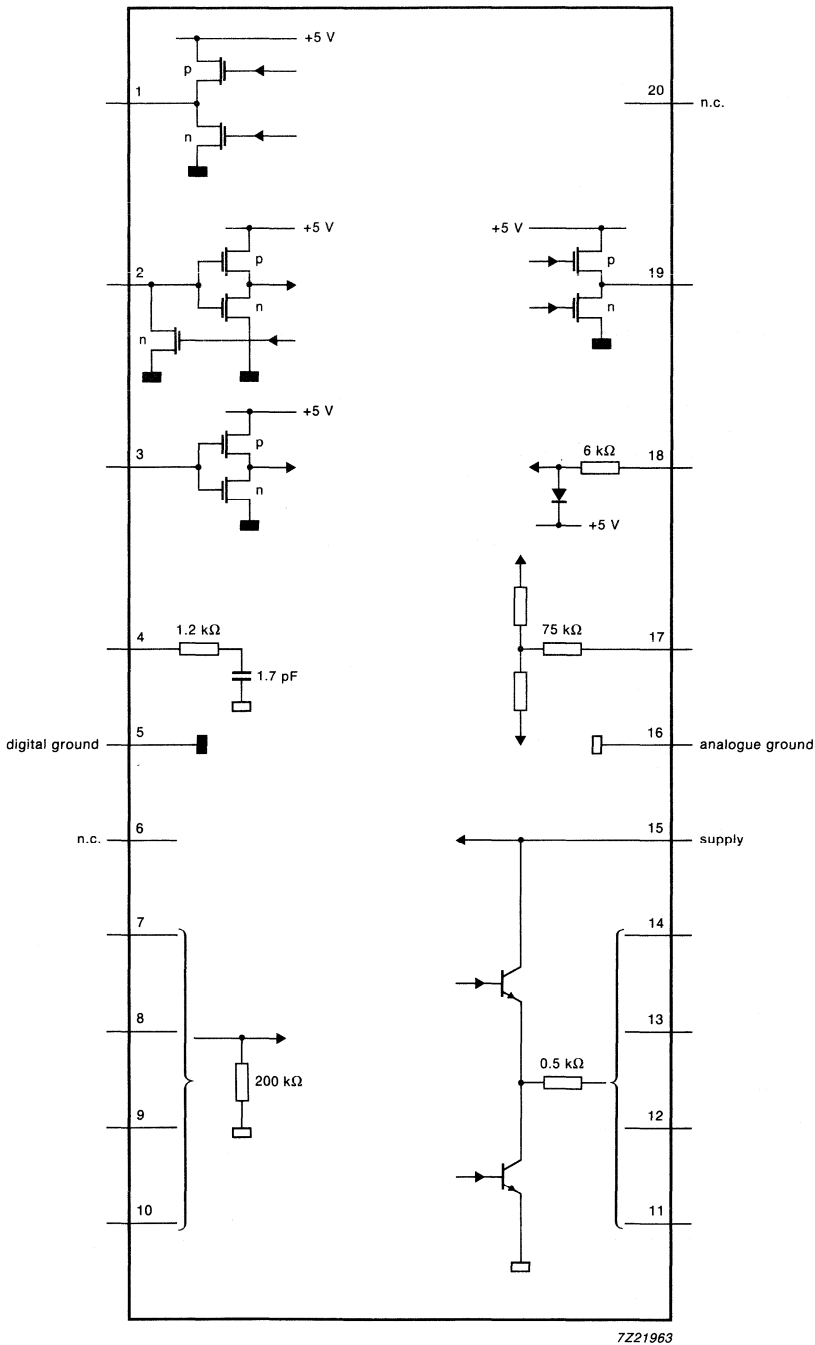 +5 V
p
1
20
n.c.
n
+5 V
+5 V
p
p
2
19
n
n
n
+5 V
p
3
6 kΩ
18
n
+5 V
4
1.2 kΩ
75 kΩ
17
1.7 pF
digital ground
5
16
analogue ground
n.c.
6
15
supply
7
14
8
13
0.5 kΩ
200 kΩ
9
12
10
11
7Z21963